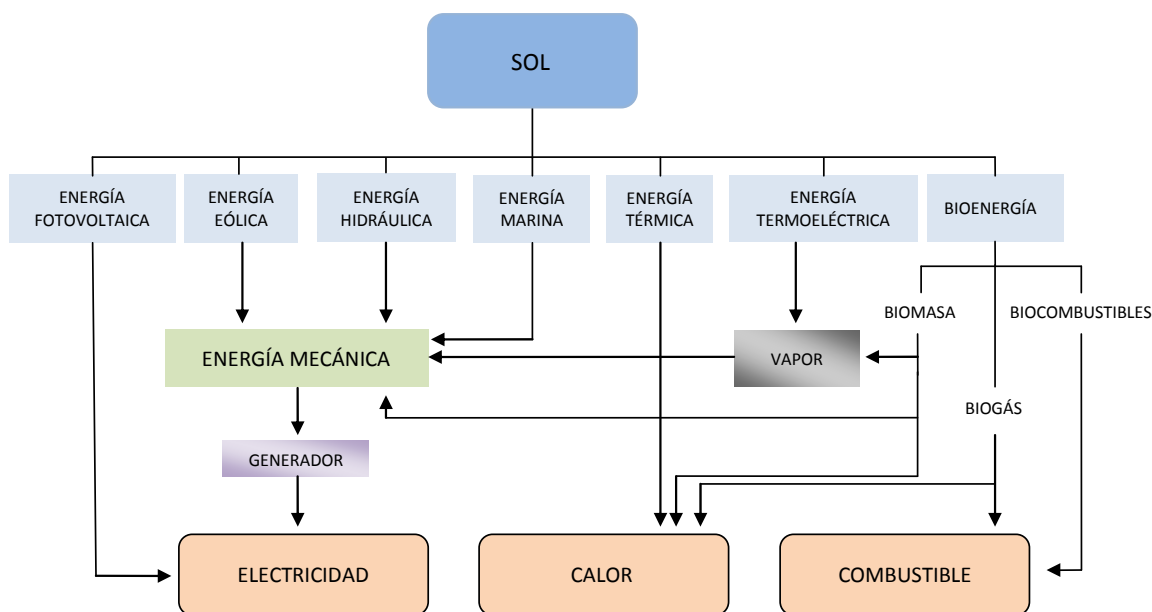 SOL
ENERGÍA
FOTOVOLTAICA
ENERGÍA
EÓLICA
ENERGÍA
HIDRÁULICA
ENERGÍA
MARINA
ENERGÍA
TÉRMICA
ENERGÍA
TERMOELÉCTRICA
BIOENERGÍA
BIOMASA
BIOCOMBUSTIBLES
ENERGÍA MECÁNICA
VAPOR
BIOGÁS
GENERADOR
ELECTRICIDAD
CALOR
COMBUSTIBLE